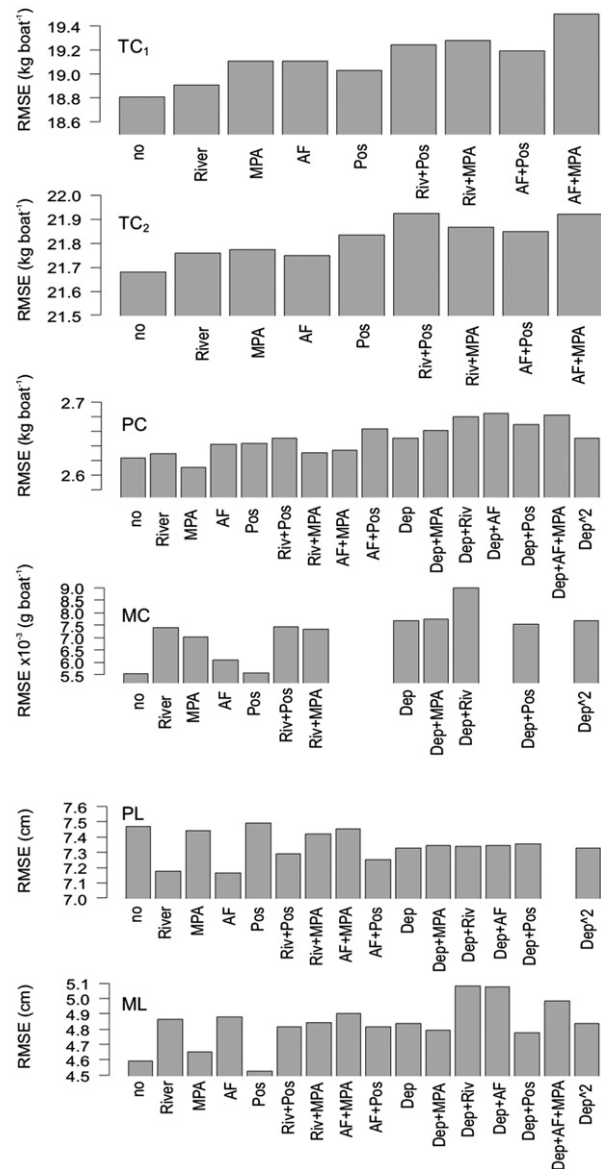 RMSE (kg boat⁻¹)
19.4
19.2
19.0
18.8
18.6
TC₁
no
River
MPA
AF
Pos
Riv+Pos
Riv+MPA
AF+Pos
AF+MPA
RMSE (kg boat⁻¹)
22.0
21.9
21.8
21.7
21.6
21.5
TC₂
no
River
MPA
AF
Pos
Riv+Pos
Riv+MPA
AF+Pos
AF+MPA
RMSE (kg boat⁻¹)
2.7
2.6
PC
no
River
MPA
AF
Pos
Riv+Pos
Riv+MPA
AF+MPA
AF+Pos
Dep
Dep+MPA
Dep+Riv
Dep+AF
Dep+Pos
Dep+AF+MPA
Dep^2
RMSE x10⁻³ (g boat⁻¹)
9.0
8.5
8.0
7.5
7.0
6.5
6.0
5.5
MC
no
River
MPA
AF
Pos
Riv+Pos
Riv+MPA
Dep
Dep+MPA
Dep+Riv
Dep+Pos
Dep^2
RMSE (cm)
7.6
7.5
7.4
7.3
7.2
7.1
7.0
PL
no
River
MPA
AF
Pos
Riv+Pos
Riv+MPA
AF+MPA
AF+Pos
Dep
Dep+MPA
Dep+Riv
Dep+AF
Dep+Pos
Dep^2
RMSE (cm)
5.1
5.0
4.9
4.8
4.7
4.6
4.5
ML
no
River
MPA
AF
Pos
Riv+Pos
Riv+MPA
AF+MPA
AF+Pos
Dep
Dep+MPA
Dep+Riv
Dep+AF
Dep+Pos
Dep+AF+MPA
Dep^2